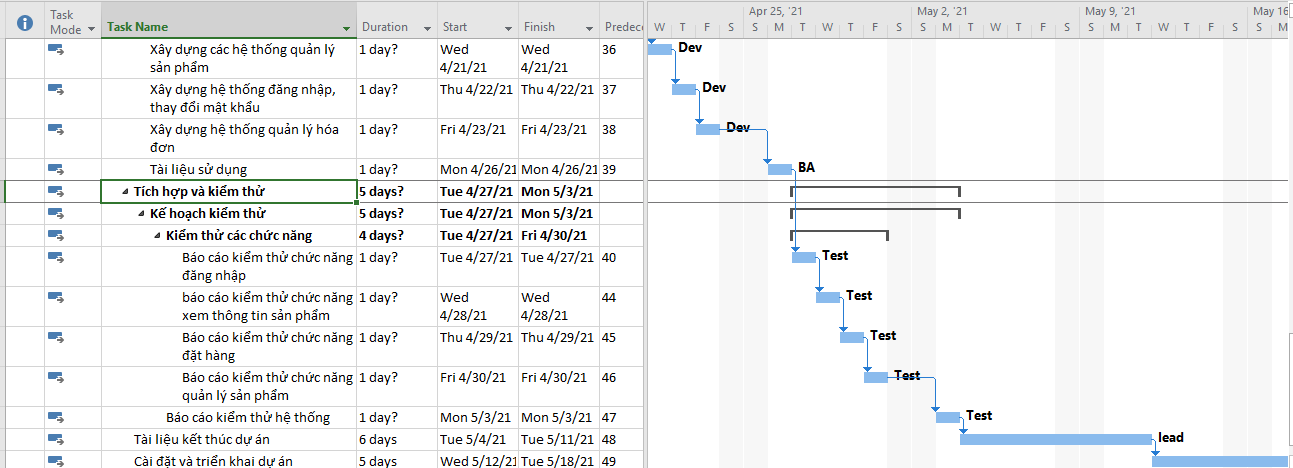 Task Mode Task Name Duration Start Finish Predec
Apr 25, '21 May 2, '21 May 9, '21 May 16
W T F S S M T W T F S S M T W T F S S M T W T F S S M
Xây dựng các hệ thống quản lý sản phẩm 1 day? Wed 4/21/21 Wed 4/21/21 36 Dev
Xây dựng hệ thống đăng nhập, thay đổi mật khẩu 1 day? Thu 4/22/21 Thu 4/22/21 37 Dev
Xây dựng hệ thống quản lý hóa đơn 1 day? Fri 4/23/21 Fri 4/23/21 38 Dev
Tài liệu sử dụng 1 day? Mon 4/26/21 Mon 4/26/21 39 BA
Tích hợp và kiểm thử 5 days? Tue 4/27/21 Mon 5/3/21
Kế hoạch kiểm thử 5 days? Tue 4/27/21 Mon 5/3/21
Kiểm thử các chức năng 4 days? Tue 4/27/21 Fri 4/30/21
Báo cáo kiểm thử chức năng đăng nhập 1 day? Tue 4/27/21 Tue 4/27/21 40 Test
báo cáo kiểm thử chức năng xem thông tin sản phẩm 1 day? Wed 4/28/21 Wed 4/28/21 44 Test
Báo cáo kiểm thử chức năng đặt hàng 1 day? Thu 4/29/21 Thu 4/29/21 45 Test
Báo cáo kiểm thử chức năng quản lý sản phẩm 1 day? Fri 4/30/21 Fri 4/30/21 46 Test
Báo cáo kiểm thử hệ thống 1 day? Mon 5/3/21 Mon 5/3/21 47 Test
Tài liệu kết thúc dự án 6 days Tue 5/4/21 Tue 5/11/21 48 lead
Cài đặt và triển khai dự án 5 days Wed 5/12/21 Tue 5/18/21 49